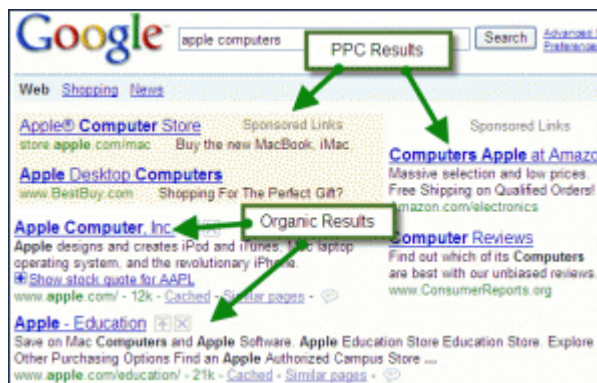 Google
apple computers
Search
Advanced
Preferences
PPC Results
Web Shopping News
Apple® Computer Store Sponsored Links
store.apple.com/mac Buy the new MacBook, iMac.
Apple Desktop Computers
www.BestBuy.com Shopping For The Perfect Gift?
Organic Results
Apple Computer, Inc
Apple designs and creates iPod and iTunes, laptop
operating system, and the revolutionary iPhone.
Show stock quote for AAPL
www.apple.com/ - 12k - Cached - Similar pages -
Apple - Education
Save on Mac Computers and Apple Software. Apple Education Store Education Store. Explore
Other Purchasing Options Find an Apple Authorized Campus Store ....
www.apple.com/education/ - 21k - Cached - Similar pages -
Sponsored Links
Computers Apple at Amazo
Massive selection and low prices.
Free Shipping on Qualified Orders!
Amazon.com/electronics
Computer Reviews
Find out which of its Computers
are best with our unbiased reviews.
www.ConsumerReports.org